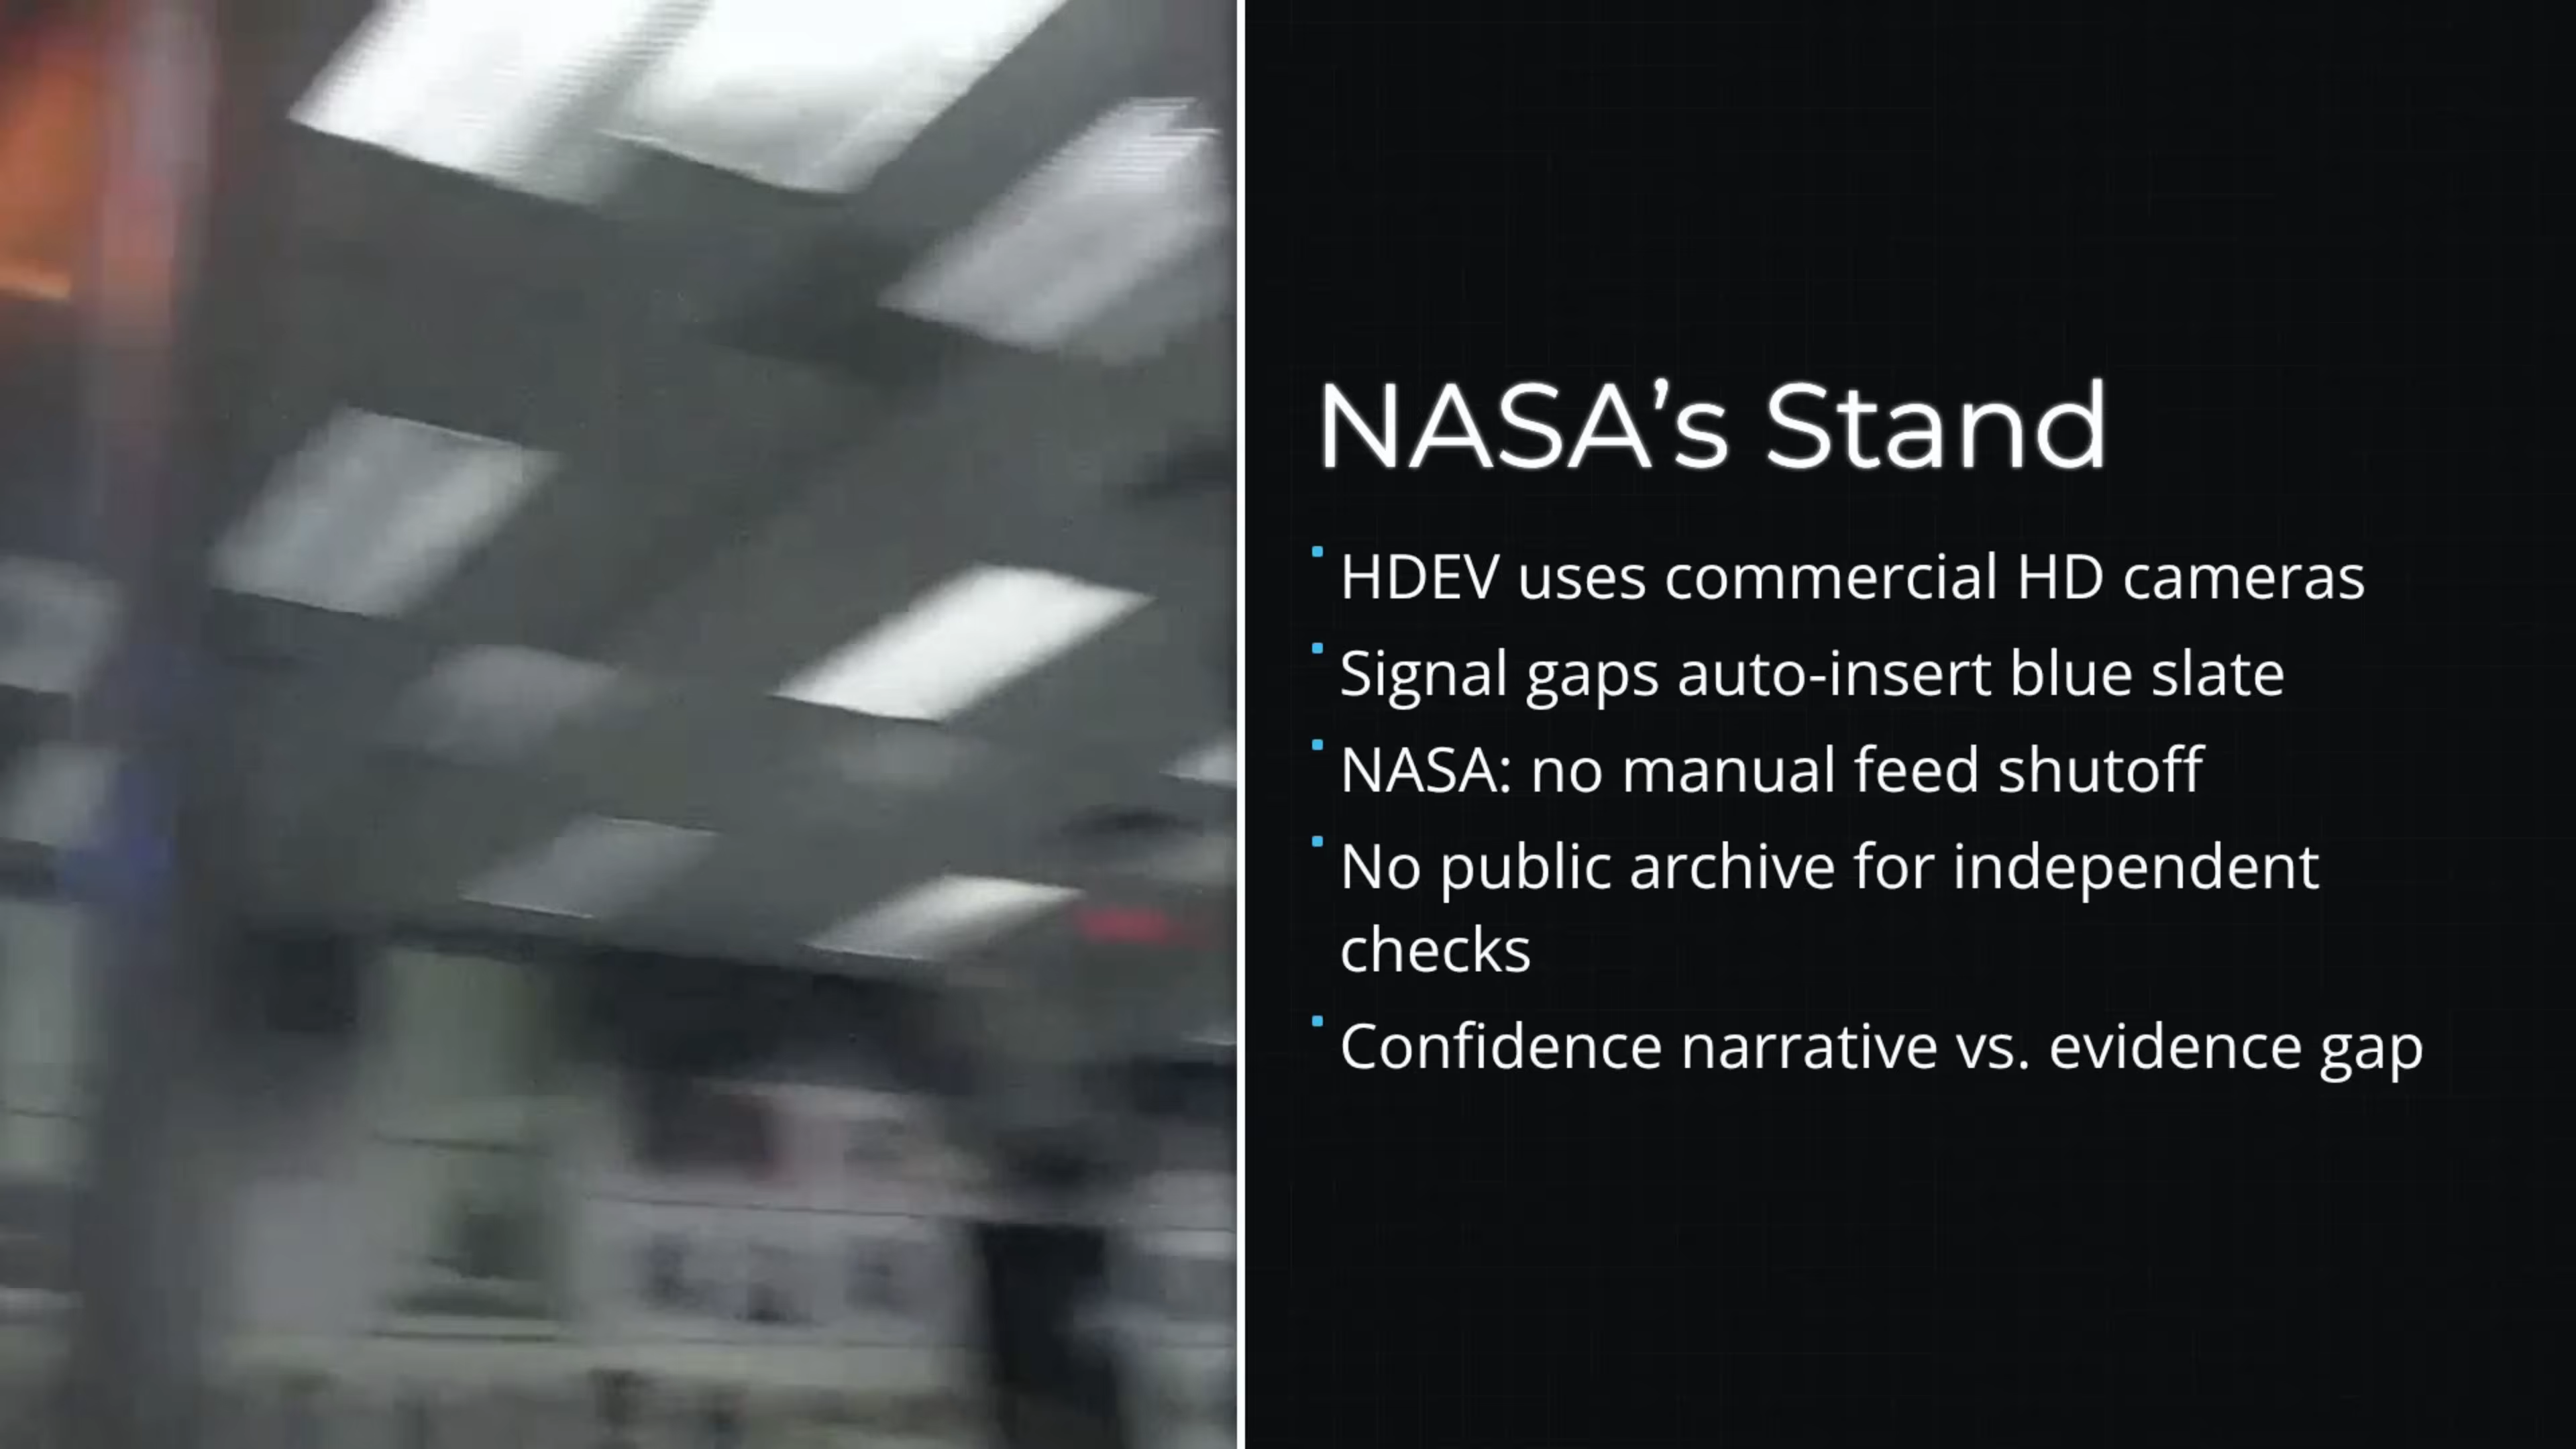 NASA’s Stand
HDEV uses commercial HD cameras
Signal gaps auto-insert blue slate
NASA: no manual feed shutoff
No public archive for independent
checks
Confidence narrative vs. evidence gap